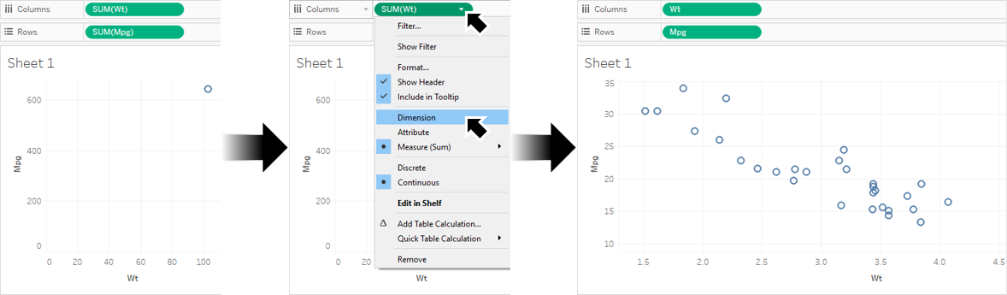 Columns SUM(Wt)
Rows SUM(Mpg)
Sheet 1
600
400
200
0
Mpg
0 20 40 60 80 100
Wt
Columns SUM(Wt)
Rows
Sheet 1
600
400
200
0
Mpg
0 20
Wt
Filter...
Show Filter
Format...
Show Header
Include in Tooltip
Dimension
Attribute
Measure (Sum)
Discrete
Continuous
Edit in Shelf
Add Table Calculation...
Quick Table Calculation
Remove
Columns Wt
Rows Mpg
Sheet 1
35
30
25
20
15
10
Mpg
1.5 2.0 2.5 3.0 3.5 4.0 4.5
Wt